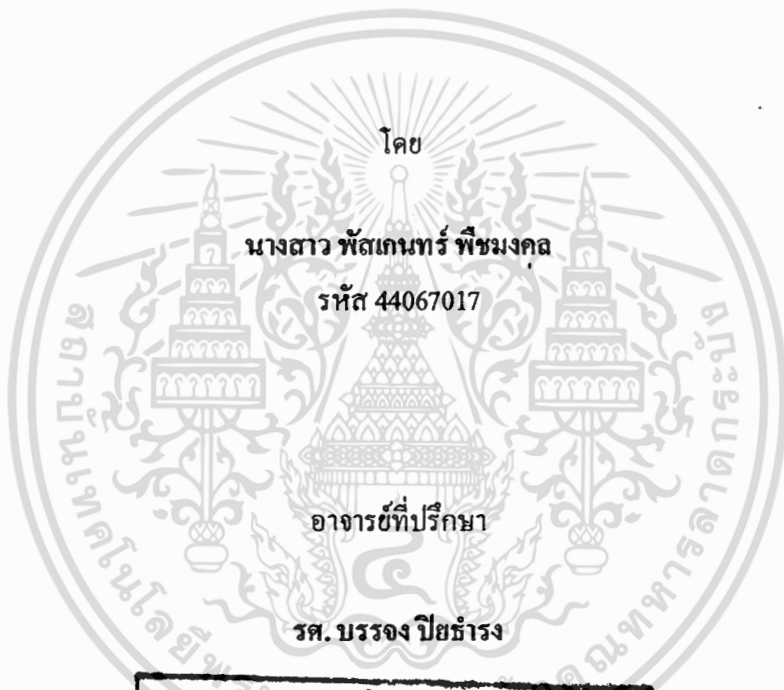 โดย
นางสาว พัสเกนทร์ พืชมงคล
รหัส 44067017
อาจารย์ที่ปรึกษา
รศ. บรรจง ปิยธำรง